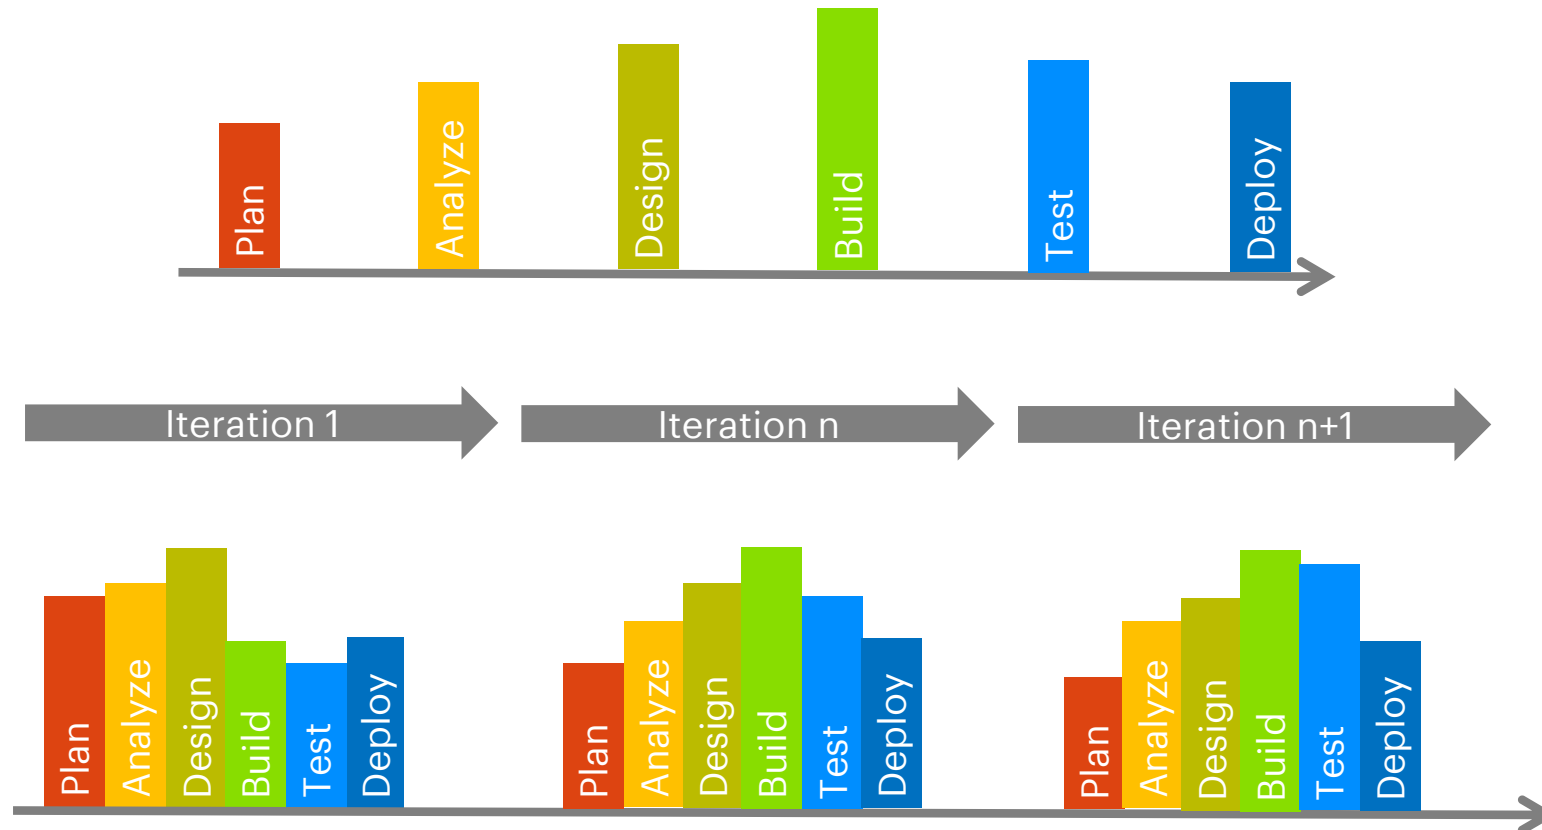 Plan
Analyze
Design
Build
Test
Deploy
Iteration 1
Iteration n
Iteration n+1
Plan
Analyze
Design
Build
Test
Deploy
Plan
Analyze
Design
Build
Test
Deploy
Plan
Analyze
Design
Build
Test
Deploy